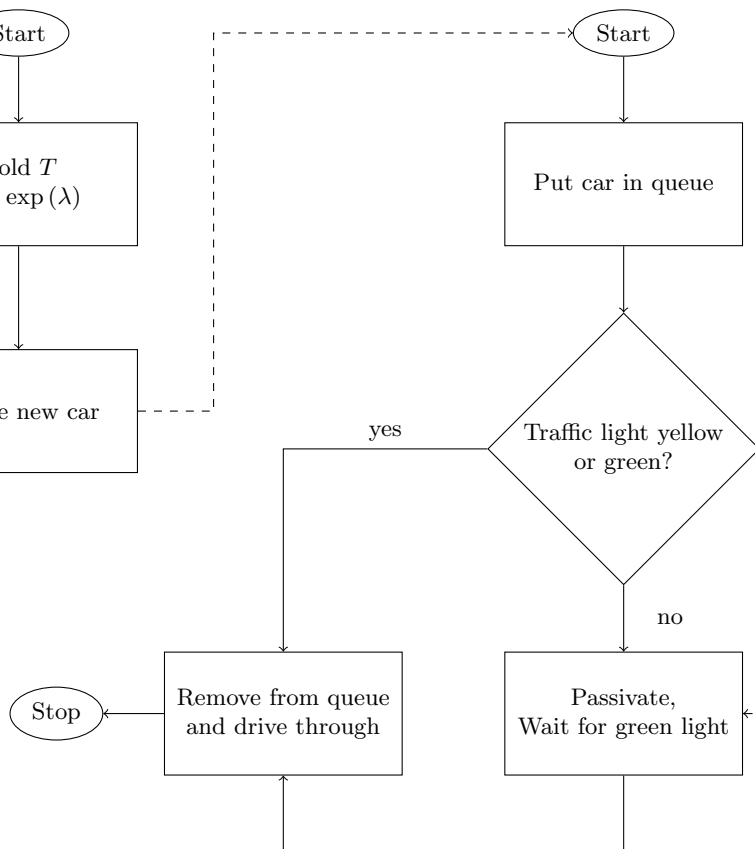 Start
Start
old T
exp (λ)
Put car in queue
e new car
yes
Traffic light yellow
or green?
no
Remove from queue
and drive through
Stop
Passivate,
Wait for green light